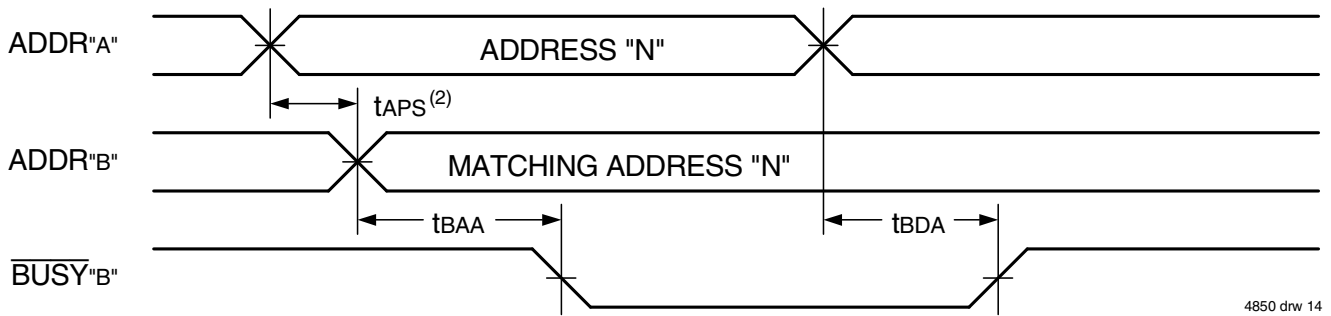 ADDR"A"
ADDRESS "N"
tAPS(2)
ADDR"B"
MATCHING ADDRESS "N"
tBAA
tBDA
BUSY"B"
4850 drw 14